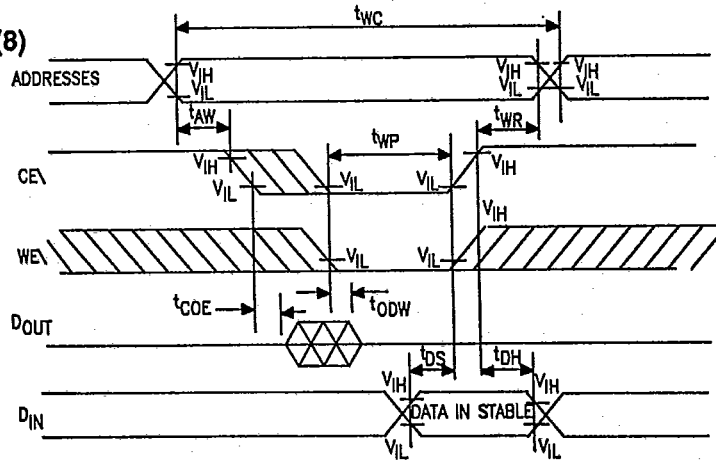 (8)
tWC
ADDRESSES
VIH
VIL
VIH
VIL
VIH
VIL
tAW
tWP
tWR
CE\
VIH
VIL
VIL
VIL
VIH
WE\
VIL
VIL
tCOE
tODW
DOUT
tDS
tDH
DIN
VIH
VIL
DATA IN STABLE
VIH
VIL